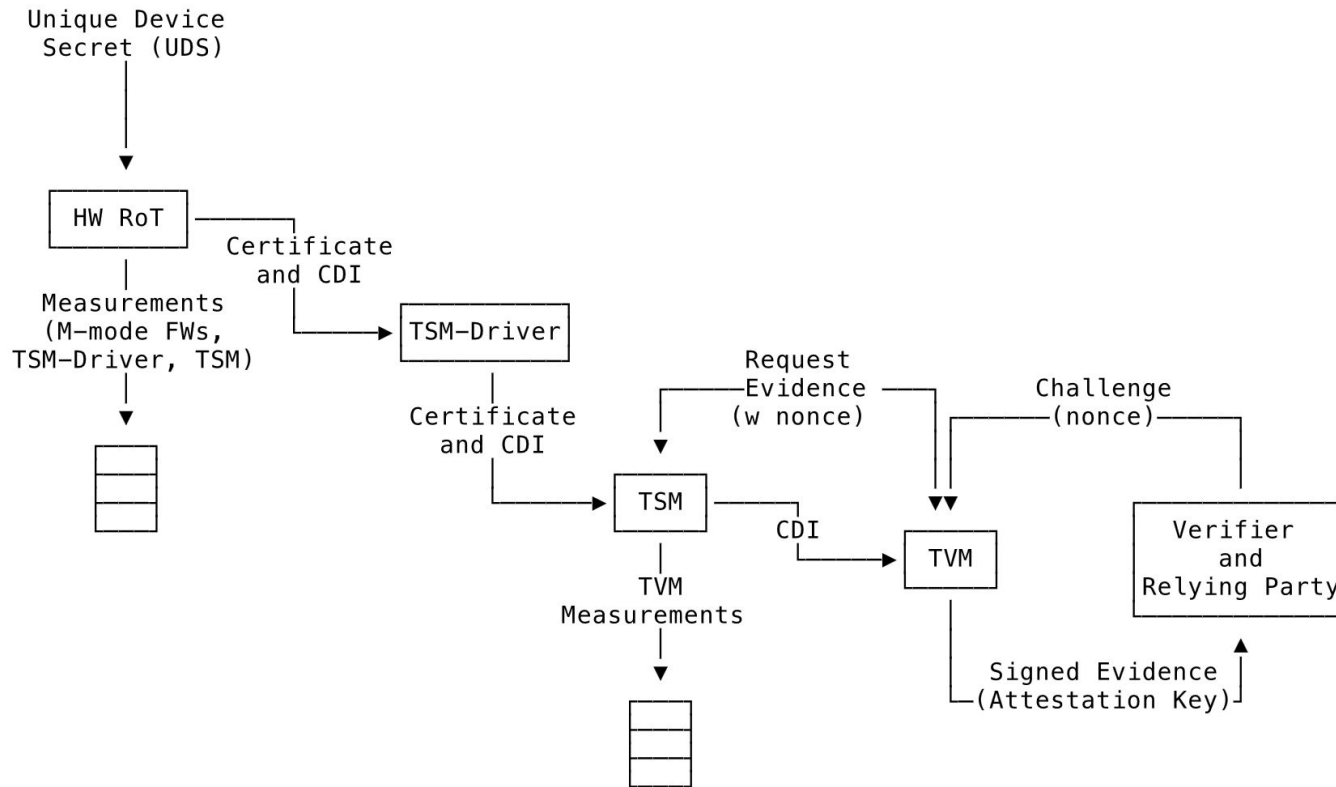 Unique Device
Secret (UDS)
HW RoT
Certificate
and CDI
Measurements
(M-mode FWs,
TSM-Driver, TSM)
TSM-Driver
Certificate
and CDI
Request
Evidence
(w nonce)
Challenge
(nonce)
TSM
CDI
TVM
Verifier
and
Relying Party
TVM
Measurements
Signed Evidence
(Attestation Key)